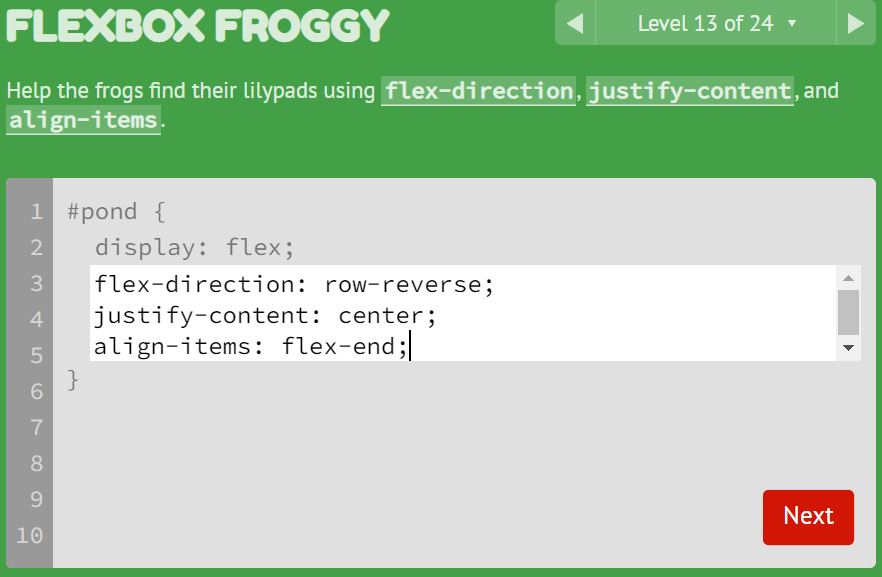 FLEXBOX FROGGY
Level 13 of 24
Help the frogs find their lilypads using flex-direction, justify-content, and
align-items.
1 #pond {
2 display: flex;
3 flex-direction: row-reverse;
4 justify-content: center;
5 align-items: flex-end;
6 }
7
8
9
10
Next